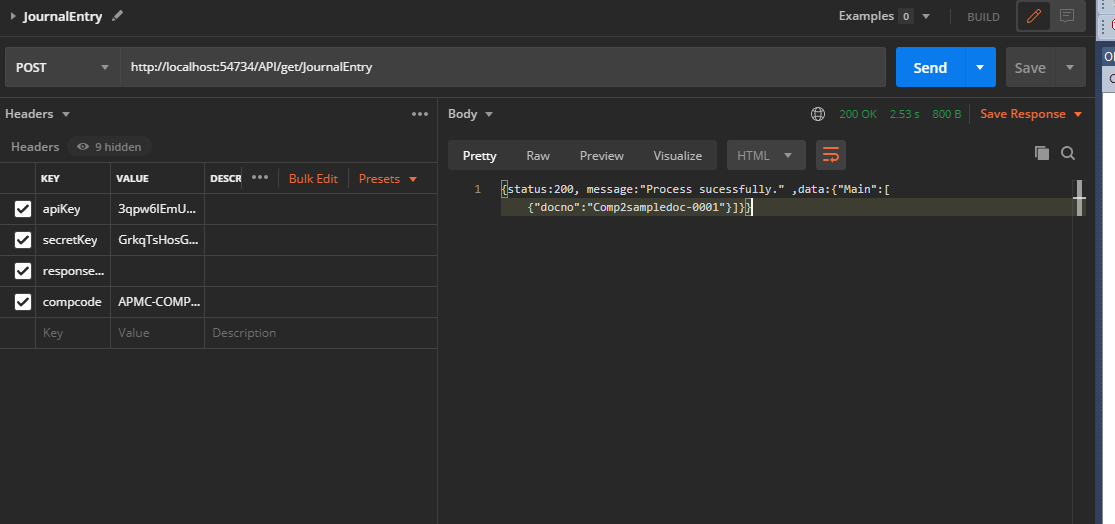 JournalEntry
Examples 0
BUILD
POST
http://localhost:54734/API/get/JournalEntry
Send
Save
Headers
Body
200 OK 2.53 s 800 B
Save Response
Headers 9 hidden
Pretty Raw Preview Visualize HTML
KEY VALUE DESCR
Bulk Edit Presets
apiKey 3qpw6IEmU...
secretKey GrkqTsHosG...
response...
compcode APMC-COMP...
Key Value Description
1 {status:200, message:"Process sucessfully." ,data:{"Main":[
{"docno":"Comp2sampledoc-0001"}]}}